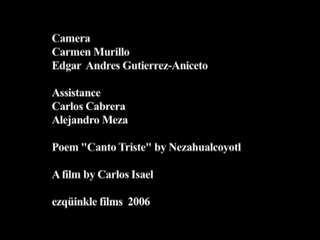 Camera
Carmen Murillo
Edgar  Andres Gutierrez-Aniceto
Assistance
Carlos Cabrera
Alejandro Meza
Poem "Canto Triste" by Nezahualcoyotl
A film by Carlos Isael
ezqüinkle films  2006